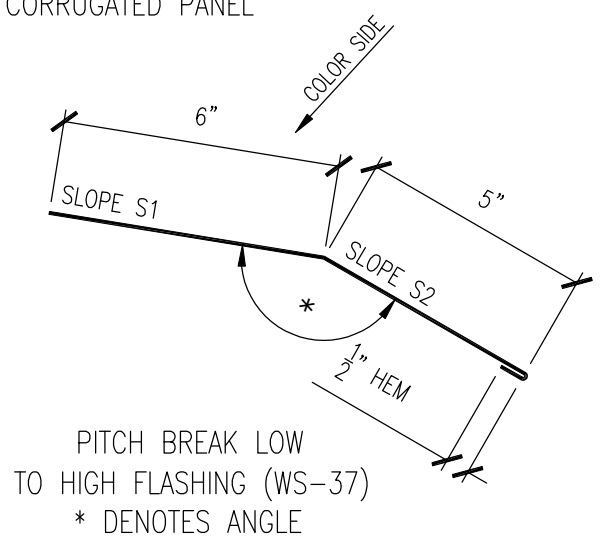 CORRUGATED PANEL
COLOR SIDE
6"
SLOPE S1
5"
SLOPE S2
*
1/2" HEM
PITCH BREAK LOW
TO HIGH FLASHING (WS-37)
* DENOTES ANGLE